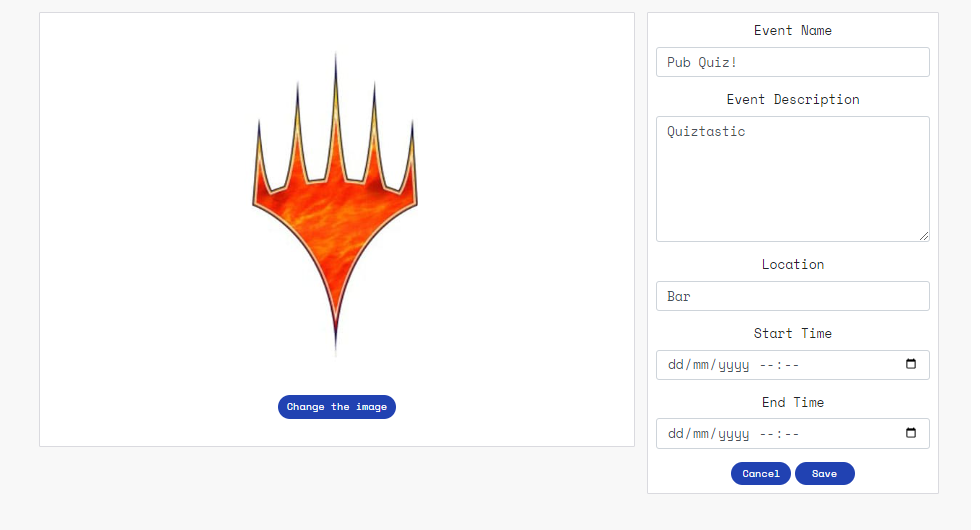 Event Name
Pub Quiz!
Event Description
Quiztastic
Location
Bar
Start Time
dd/mm/yyyy --:--
End Time
dd/mm/yyyy --:--
Change the image
Cancel Save